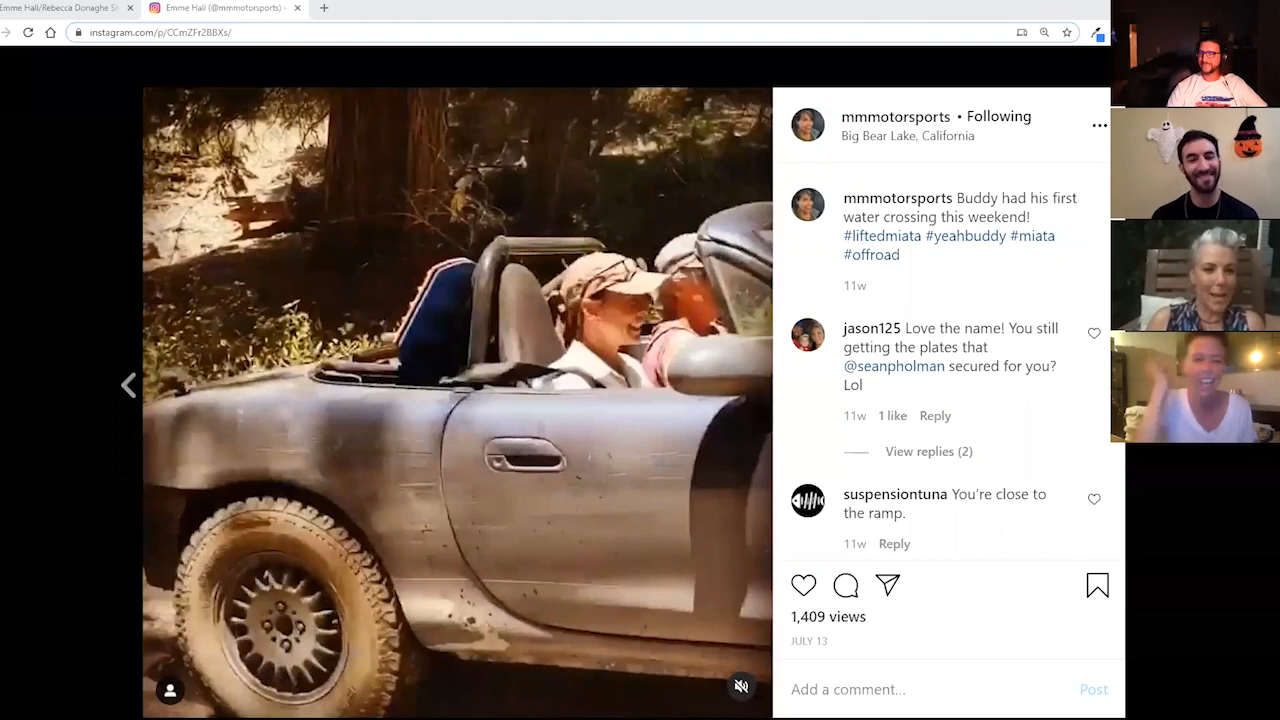 Emme Hall/Rebecca Donaghe Sh
Emme Hall (@mmmotorsports) •
instagram.com/p/CCmZFr2BBXs/
mmmotorsports • Following
Big Bear Lake, California
mmmotorsports Buddy had his first
water crossing this weekend!
#liftedmiata #yeahbuddy #miata
#offroad
11w
jason125 Love the name! You still
getting the plates that
@seanpholman secured for you?
Lol
11w 1 like Reply
View replies (2)
suspensiontuna You’re close to
the ramp.
11w Reply
1,409 views
JULY 13
Add a comment... Post